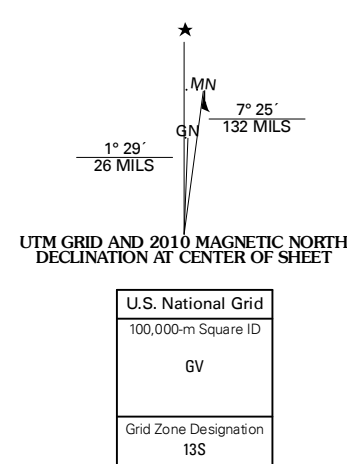 MN
GN
7° 25´
132 MILS
1° 29´
26 MILS
UTM GRID AND 2010 MAGNETIC NORTH
DECLINATION AT CENTER OF SHEET
U.S. National Grid
100,000-m Square ID
GV
Grid Zone Designation
13S